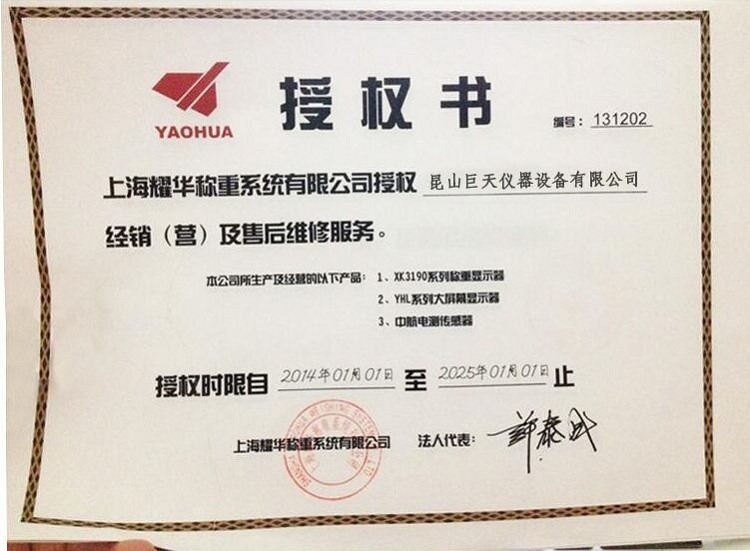 YAOHUA
授权书
编号：131202
上海耀华称重系统有限公司授权 昆山巨天仪器设备有限公司
经销（营）及售后维修服务。
本公司所生产及经营的以下产品：1、XK3190系列称重显示器
2、YHL系列大屏幕显示器
3、中航电测传感器
授权时限自 2014年01月01日 至 2025年01月01日 止
上海耀华称重系统有限公司 法人代表：